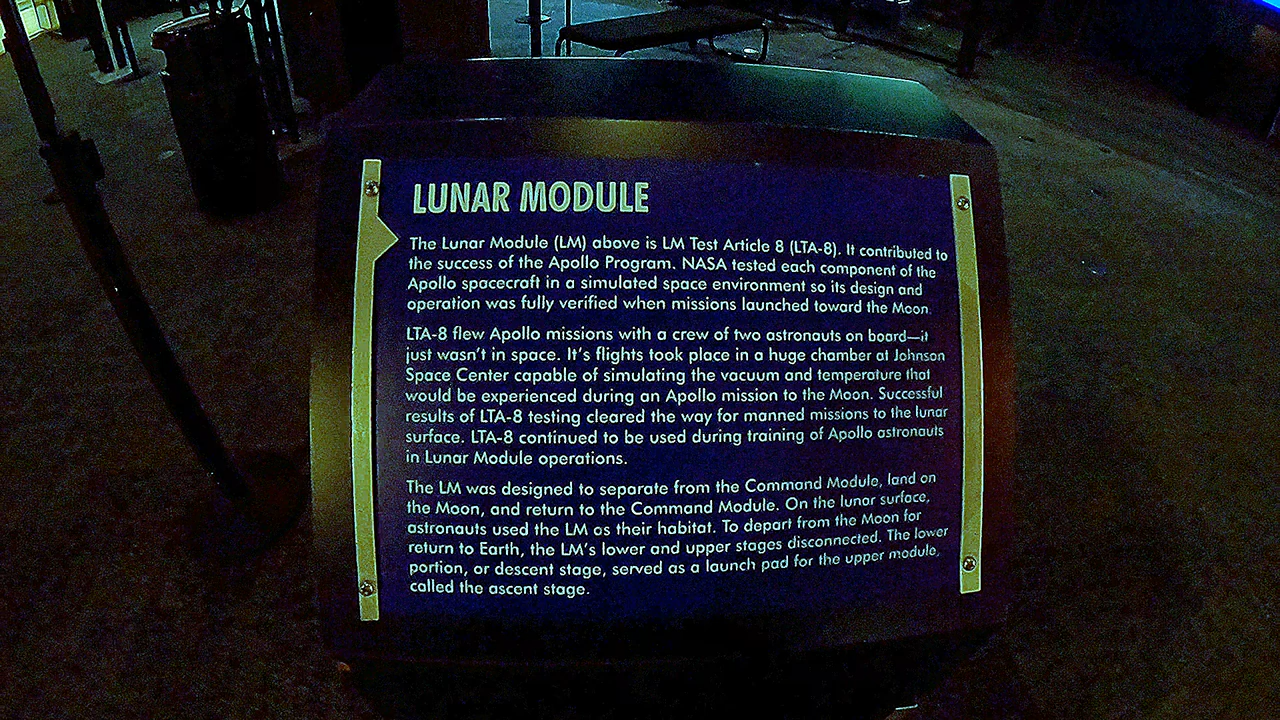 LUNAR MODULE
The Lunar Module (LM) above is LM Test Article 8 (LTA-8). It contributed to
the success of the Apollo Program. NASA tested each component of the
Apollo spacecraft in a simulated space environment so its design and
operation was fully verified when missions launched toward the Moon.
LTA-8 flew Apollo missions with a crew of two astronauts on board—it
just wasn't in space. It's flights took place in a huge chamber at Johnson
Space Center capable of simulating the vacuum and temperature that
would be experienced during an Apollo mission to the Moon. Successful
results of LTA-8 testing cleared the way for manned missions to the lunar
surface. LTA-8 continued to be used during training of Apollo astronauts
in Lunar Module operations.
The LM was designed to separate from the Command Module, land on
the Moon, and return to the Command Module. On the lunar surface,
astronauts used the LM as their habitat. To depart from the Moon for
return to Earth, the LM's lower and upper stages disconnected. The lower
portion, or descent stage, served as a launch pad for the upper module,
called the ascent stage.